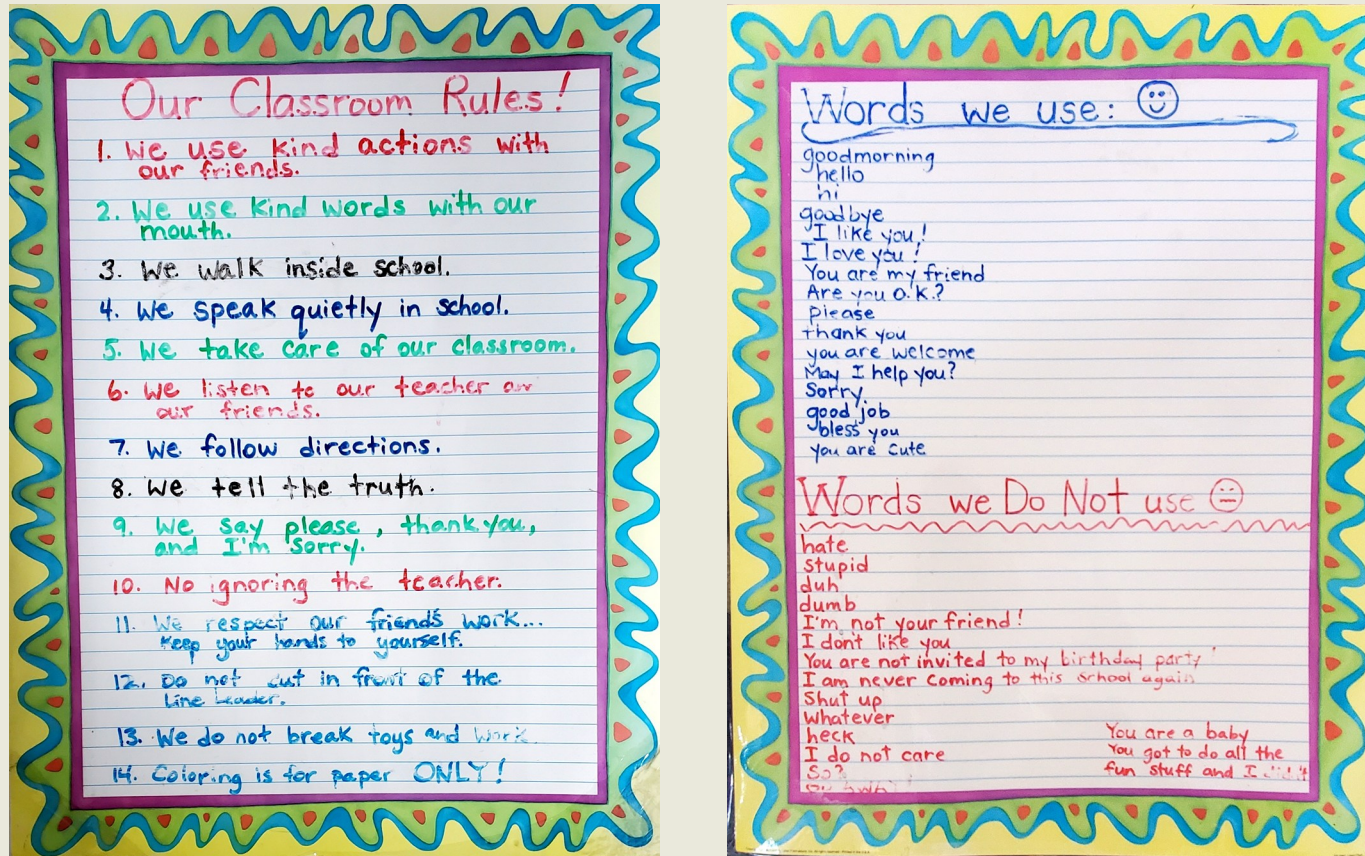 Our Classroom Rules!
1. We use kind actions with
our friends.
2. We use kind words with our
mouth.
3. We walk inside school.
4. We speak quietly in school.
5. We take care of our classroom.
6. We listen to our teacher
our friends.
7. We follow directions.
8. We tell the truth.
9. We say please, thank you,
and I'm sorry.
10. No ignoring the teacher.
11. We respect our friends work...
Keep your hands to yourself.
12. Do not cut in front of the
Line Leader.
13. We do not break toys and work.
14. Coloring is for paper ONLY!
Words we use:
goodmorning
hello
hi
goodbye
I like you!
I love you!
You are my friend
Are you O.K.?
please
thank you
you are welcome
May I help you?
Sorry.
good job
bless you
you are cute
Words we Do Not use
hate
stupid
duh
dumb
I'm not your friend!
I don't like you
You are not invited to my birthday party
I am never coming to this school again
Shut up
Whatever
heck
I do not care
So?
You are a baby
You got to do all the
fun stuff and I didn't